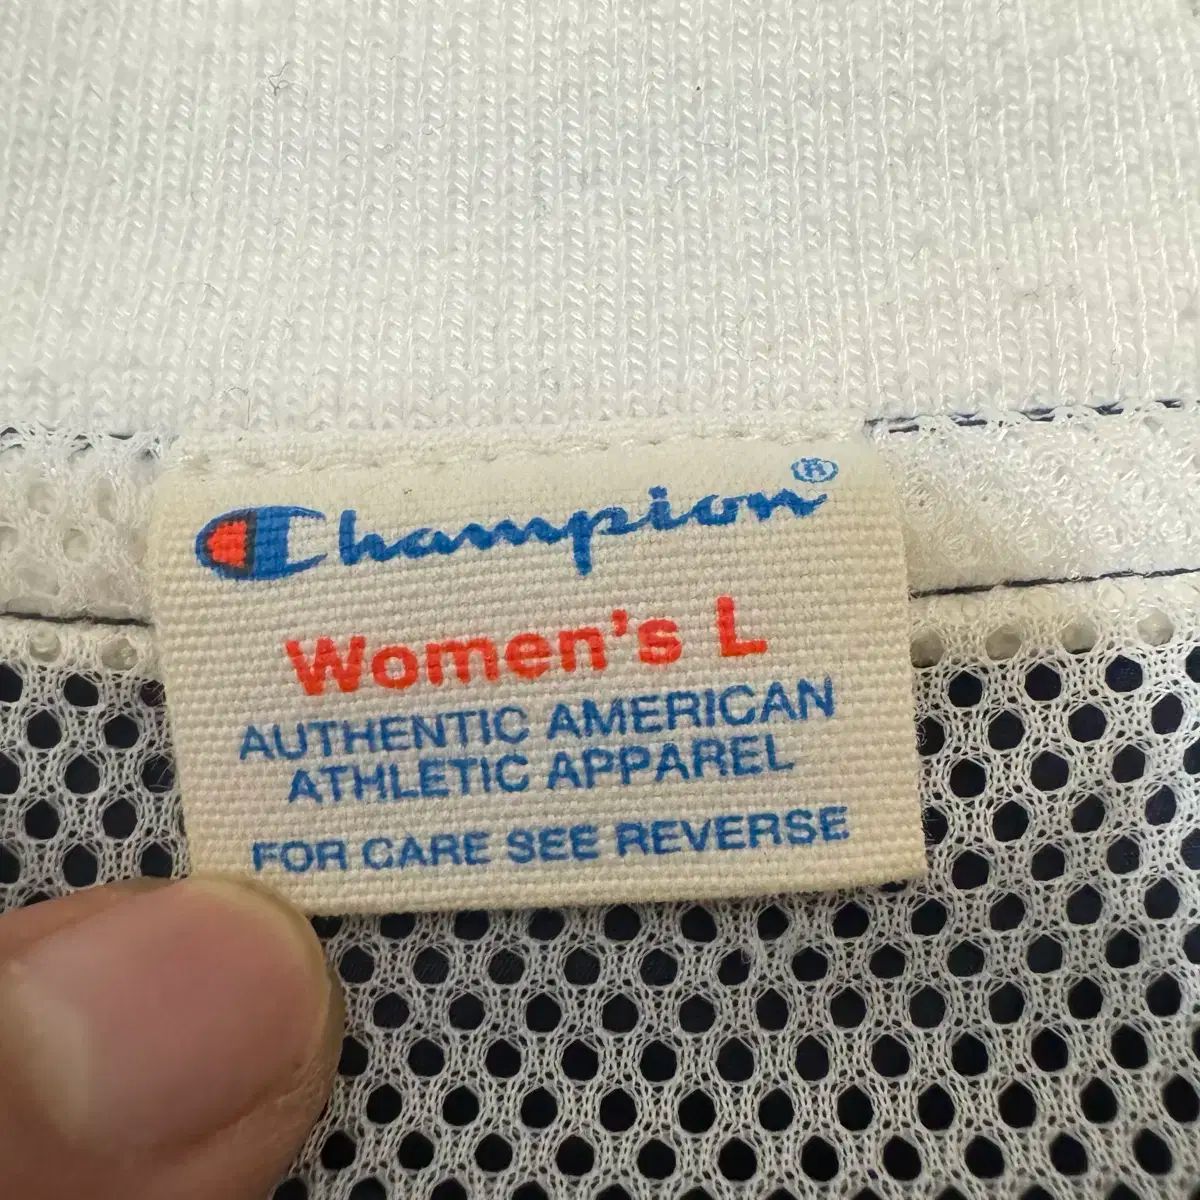 Champion®
Women's L
AUTHENTIC AMERICAN
ATHLETIC APPAREL
FOR CARE SEE REVERSE